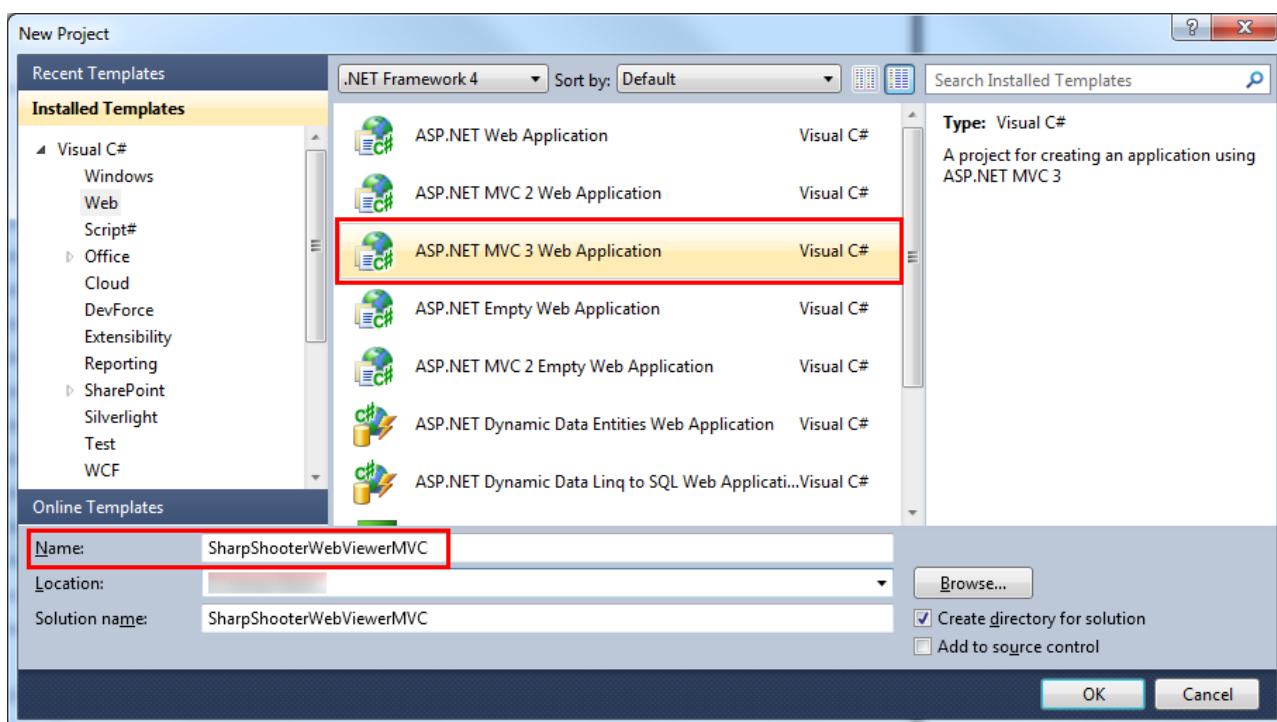 New Project
Recent Templates
.NET Framework 4 Sort by: Default
Search Installed Templates
Installed Templates
Visual C#
Windows
Web
Script#
Office
Cloud
DevForce
Extensibility
Reporting
SharePoint
Silverlight
Test
WCF
Online Templates
ASP.NET Web Application Visual C#
ASP.NET MVC 2 Web Application Visual C#
ASP.NET MVC 3 Web Application Visual C#
ASP.NET Empty Web Application Visual C#
ASP.NET MVC 2 Empty Web Application Visual C#
ASP.NET Dynamic Data Entities Web Application Visual C#
ASP.NET Dynamic Data Linq to SQL Web Applicati...Visual C#
Type: Visual C#
A project for creating an application using
ASP.NET MVC 3
Name: SharpShooterWebViewerMVC
Location:
Browse...
Solution name: SharpShooterWebViewerMVC
Create directory for solution
Add to source control
OK Cancel